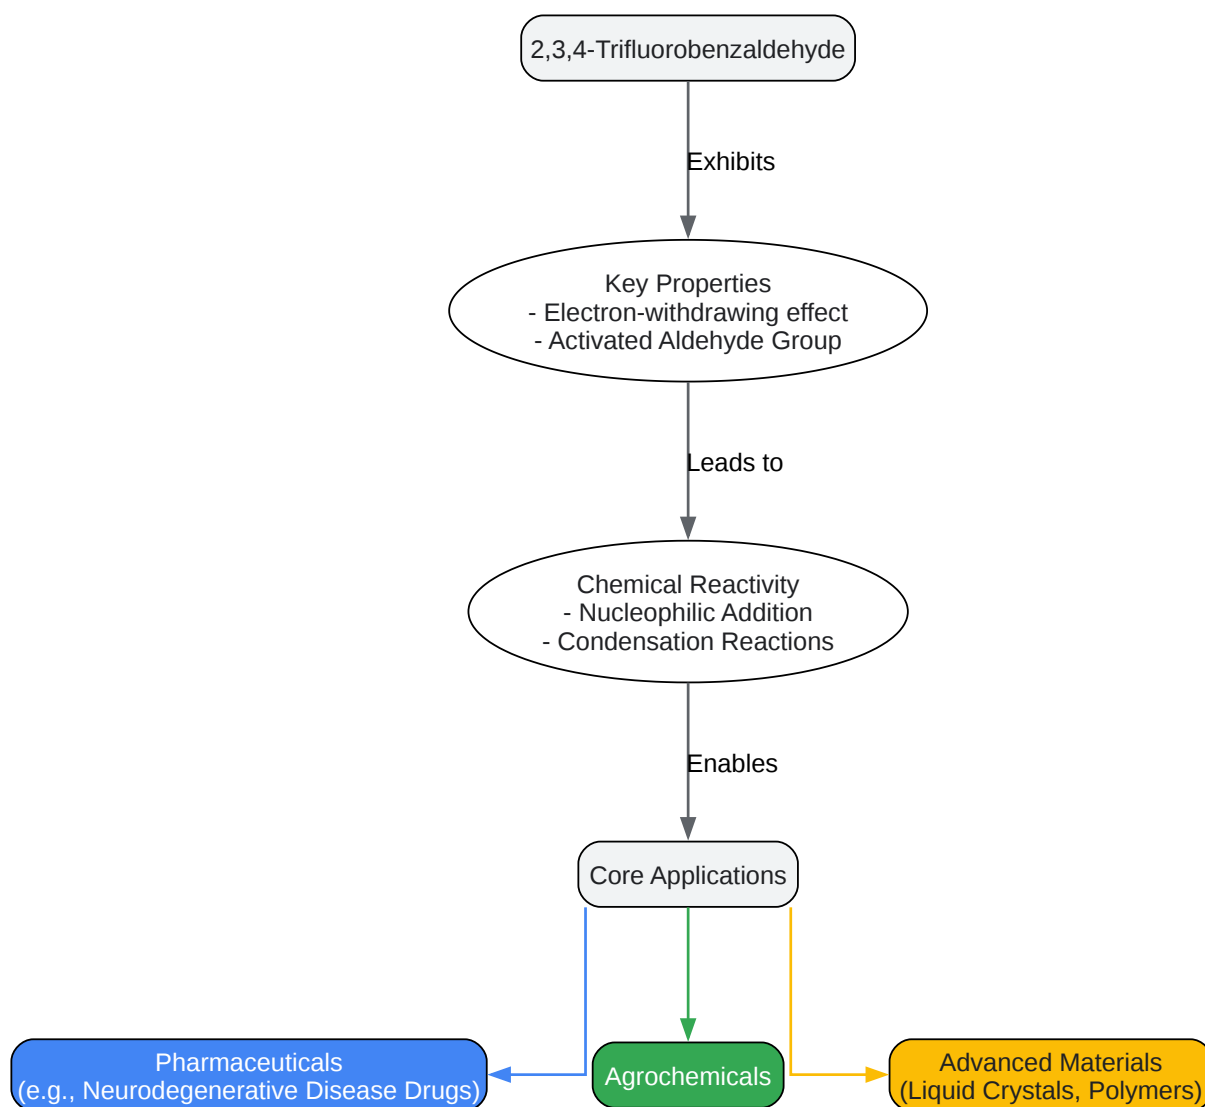 2,3,4-Trifluorobenzaldehyde
Exhibits
Key Properties
- Electron-withdrawing effect
- Activated Aldehyde Group
Leads to
Chemical Reactivity
- Nucleophilic Addition
- Condensation Reactions
Enables
Core Applications
Pharmaceuticals
(e.g., Neurodegenerative Disease Drugs)
Agrochemicals
Advanced Materials
(Liquid Crystals, Polymers)